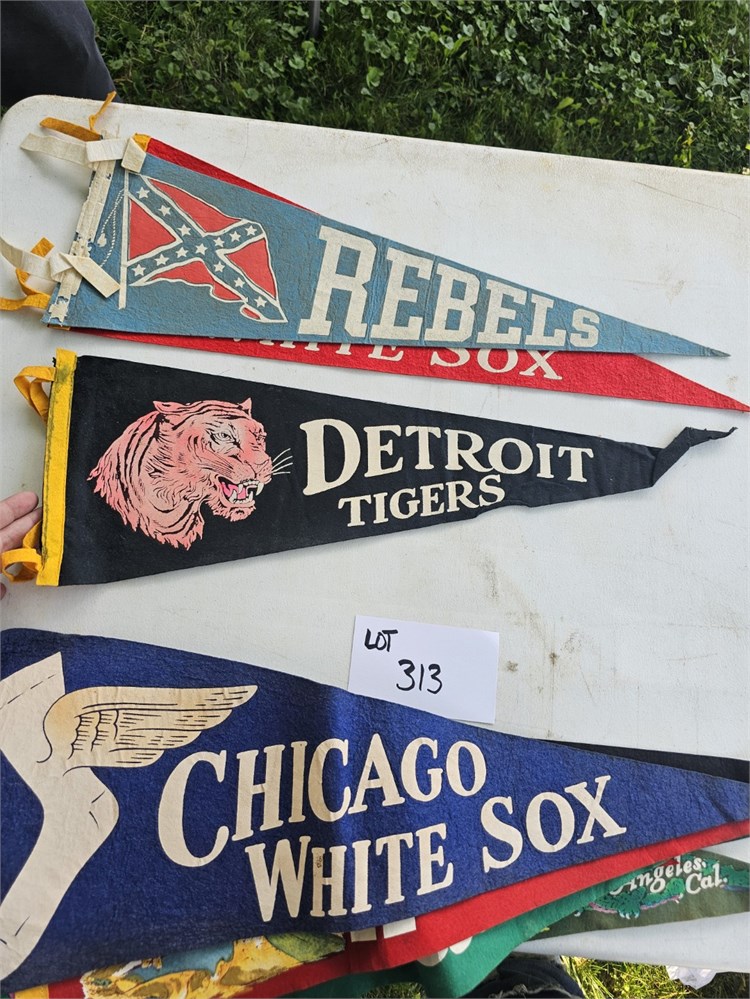 REBELS
WHITE SOX
DETROIT
TIGERS
LOT
313
CHICAGO
WHITE SOX
Angeles,
Cal.